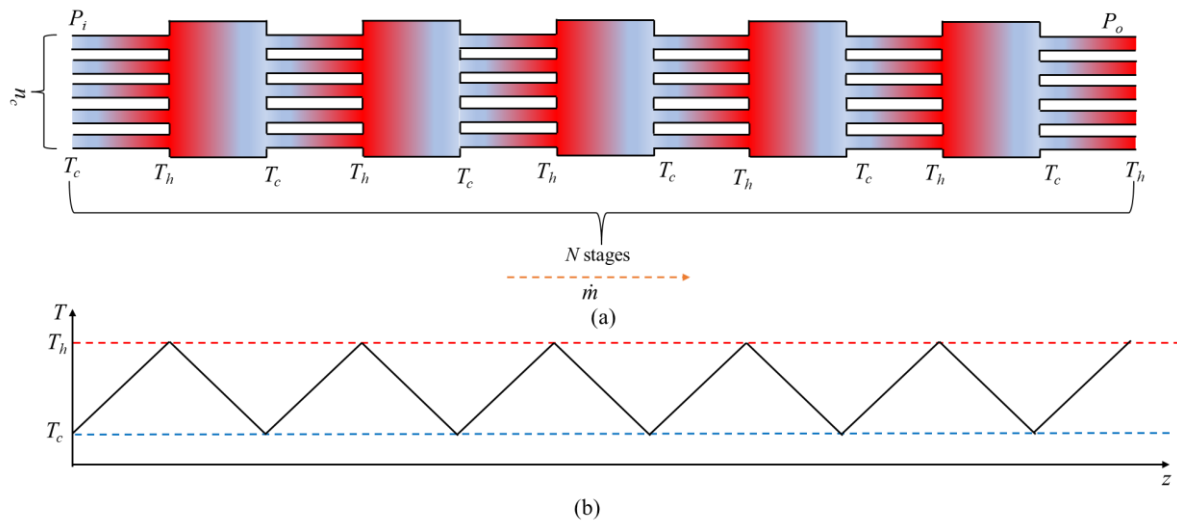 P_i P_o
n_c
T_c T_h T_c T_h T_c T_h T_c T_h T_c T_h T_c T_h
N stages
ṁ
(a)
T
T_h
T_c
z
(b)